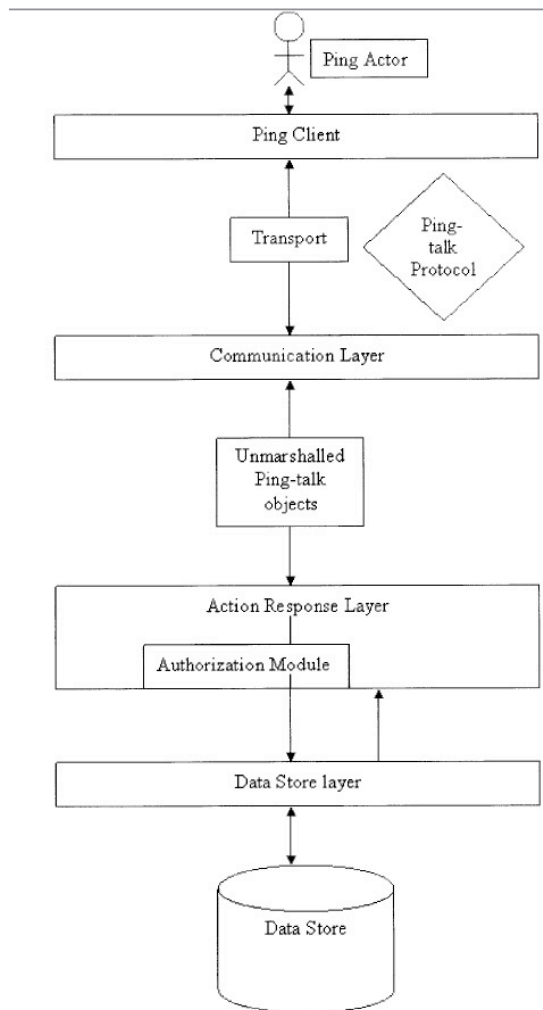 Ping Actor
Ping Client
Transport
Ping-
talk
Protocol
Communication Layer
Unmarshalled
Ping-talk
objects
Action Response Layer
Authorization Module
Data Store layer
Data Store